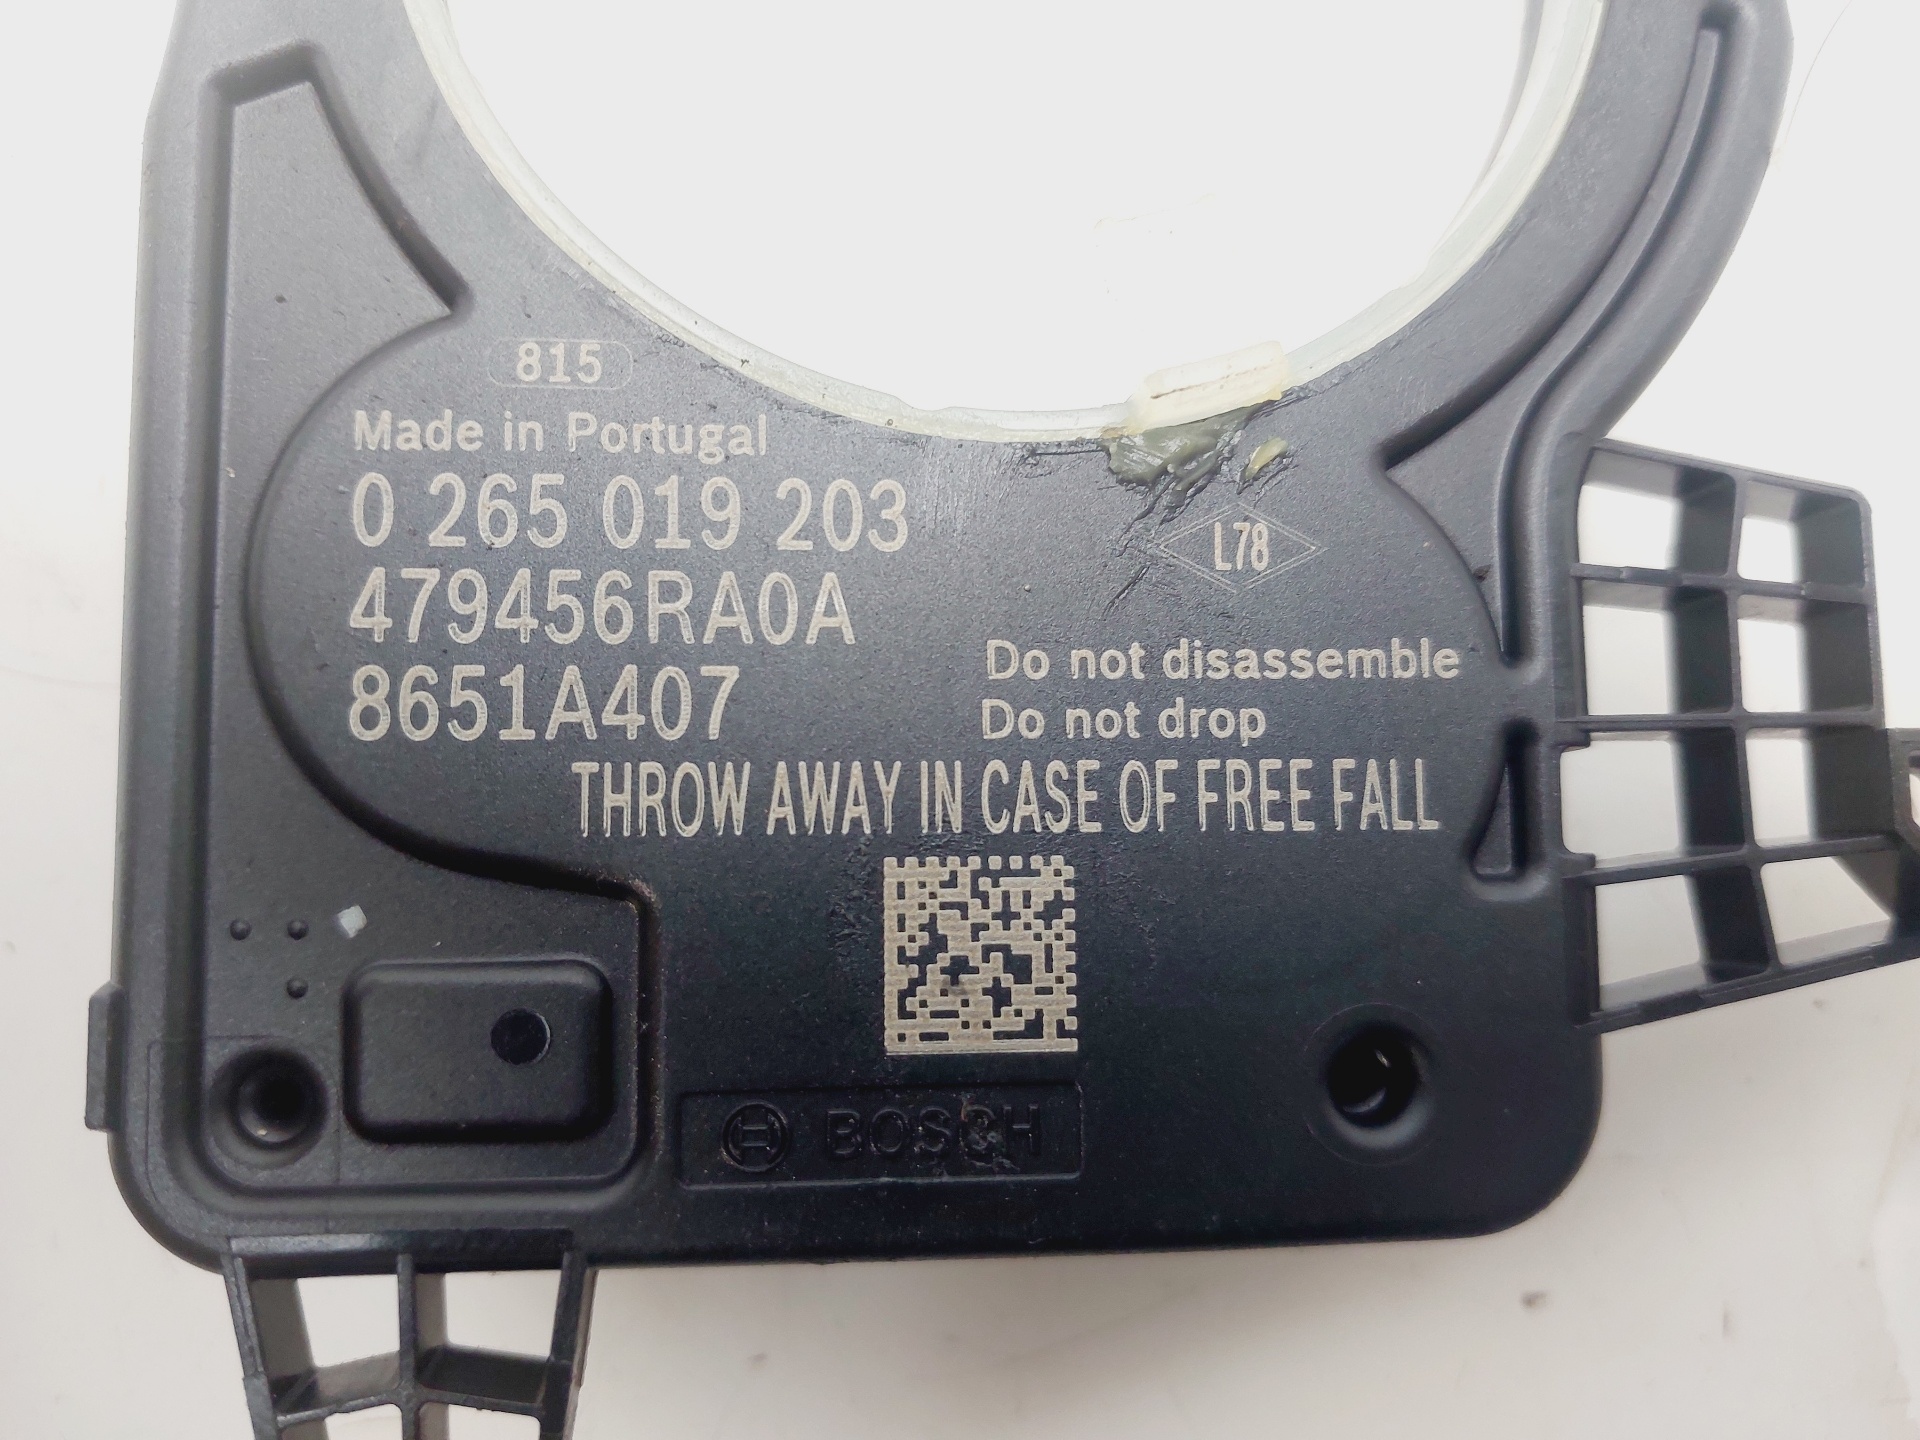 815
Made in Portugal
0 265 019 203
479456RA0A
8651A407
L78
Do not disassemble
Do not drop
THROW AWAY IN CASE OF FREE FALL
BOSCH